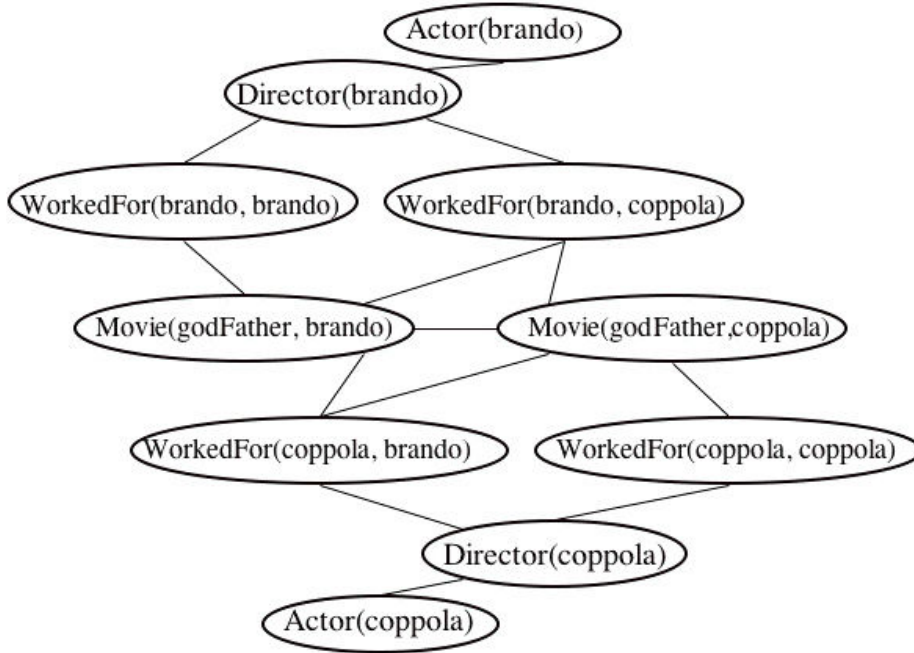 Actor(brando)
Director(brando)
WorkedFor(brando, brando)
WorkedFor(brando, coppola)
Movie(godFather, brando)
Movie(godFather,coppola)
WorkedFor(coppola, brando)
WorkedFor(coppola, coppola)
Director(coppola)
Actor(coppola)